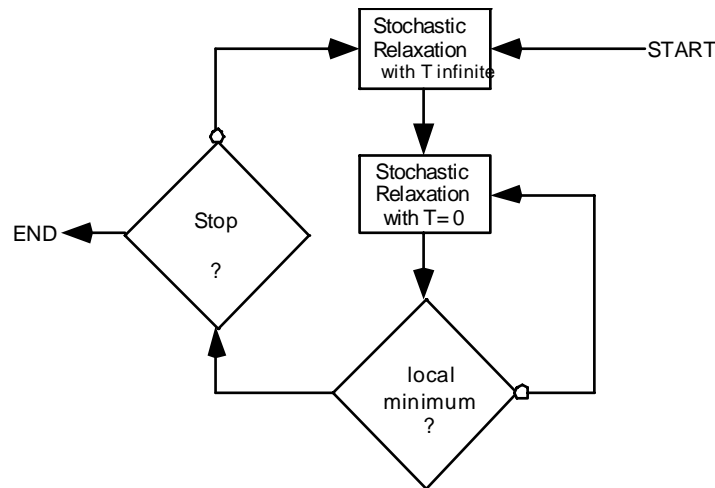 Stochastic
Relaxation
with T infinite
START
Stochastic
Relaxation
with T= 0
Stop
?
END
local
minimum
?